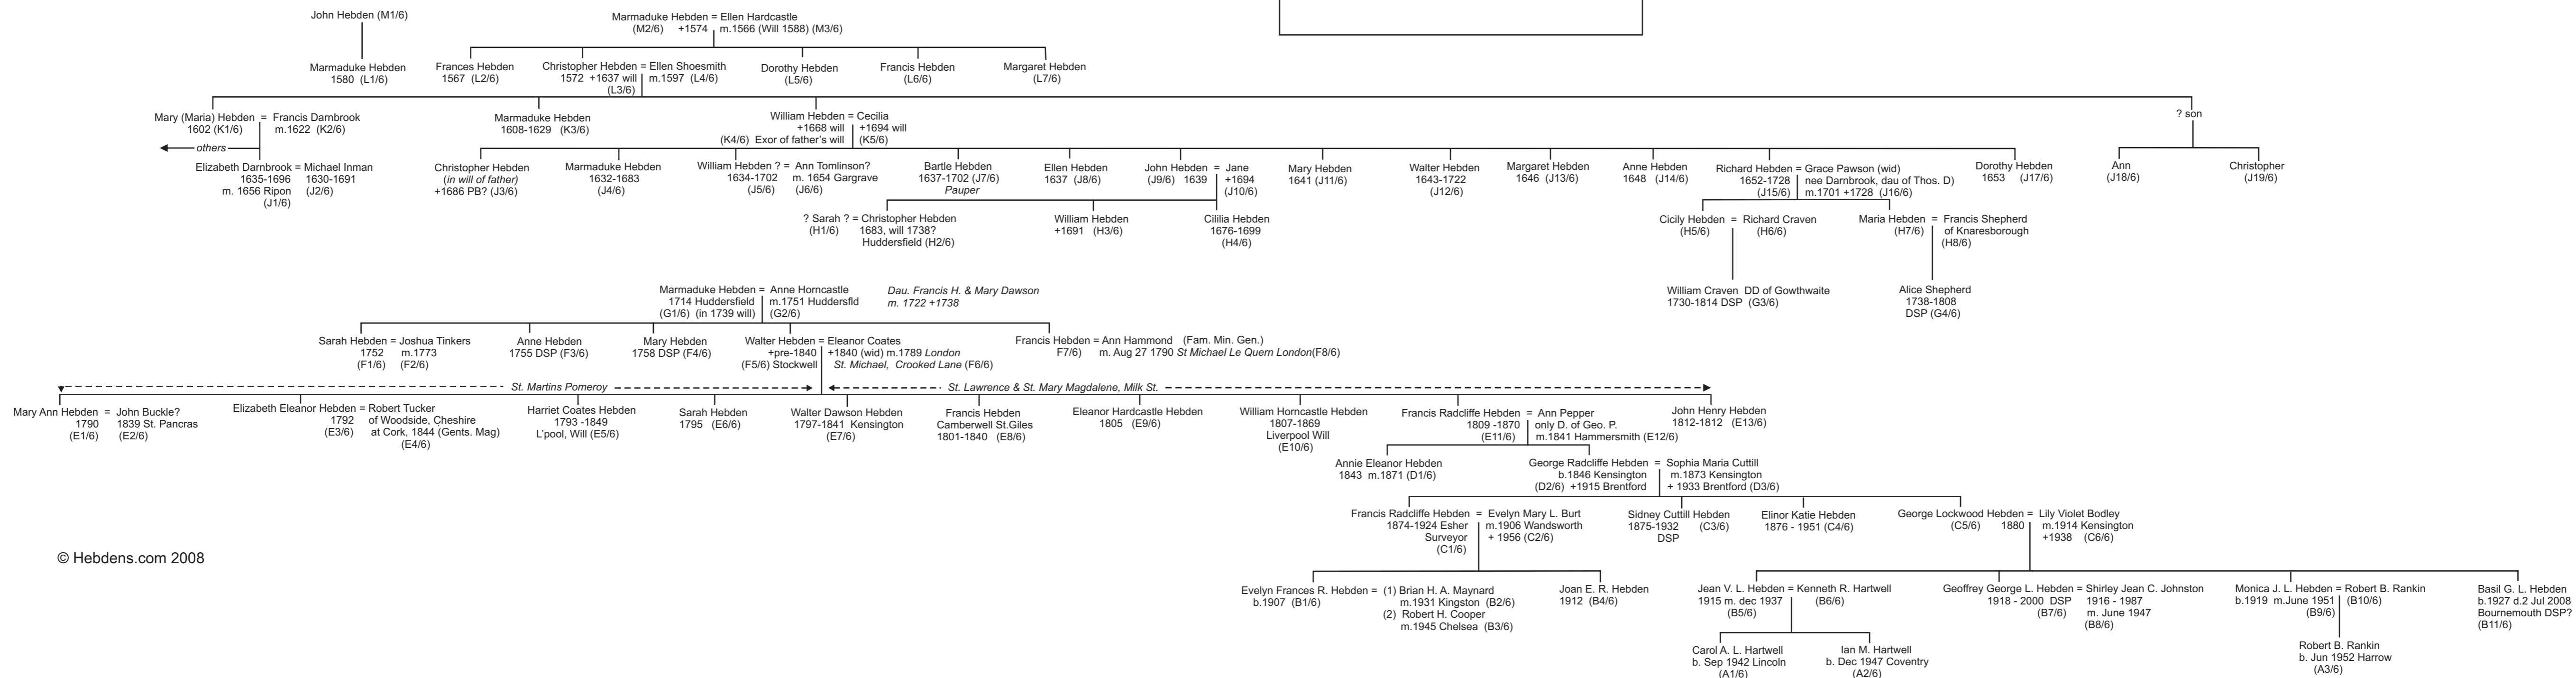 John Hebden (M1/6)
Marmaduke Hebden = Ellen Hardcastle
(M2/6) +1574 m.1566 (Will 1588) (M3/6)
Marmaduke Hebden
1580 (L1/6)
Frances Hebden
1567 (L2/6)
Christopher Hebden = Ellen Shoesmith
1572 +1637 will m.1597 (L4/6)
(L3/6)
Dorothy Hebden
(L5/6)
Francis Hebden
(L6/6)
Margaret Hebden
(L7/6)
Mary (Maria) Hebden = Francis Darnbrook
1602 (K1/6) m.1622 (K2/6)
Marmaduke Hebden
1608-1629 (K3/6)
William Hebden = Cecilia
+1668 will +1694 will
(K4/6) Exor of father's will (K5/6)
? son
others
Elizabeth Darnbrook = Michael Inman
1635-1696 1630-1691
m. 1656 Ripon (J2/6)
(J1/6)
Christopher Hebden
(in will of father)
+1686 PB? (J3/6)
Marmaduke Hebden
1632-1683
(J4/6)
William Hebden ? = Ann Tomlinson?
1634-1702 m. 1654 Gargrave
(J5/6) (J6/6)
Bartle Hebden
1637-1702 (J7/6)
Pauper
Ellen Hebden
1637 (J8/6)
John Hebden = Jane
(J9/6) 1639 +1694
(J10/6)
Mary Hebden
1641 (J11/6)
Walter Hebden
1643-1722
(J12/6)
Margaret Hebden
1646 (J13/6)
Anne Hebden
1648 (J14/6)
Richard Hebden = Grace Pawson (wid)
1652-1728 nee Darnbrook, dau of Thos. D)
(J15/6) m.1701 +1728 (J16/6)
Dorothy Hebden
1653 (J17/6)
Ann
(J18/6)
Christopher
(J19/6)
? Sarah ? = Christopher Hebden
(H1/6) 1683, will 1738?
Huddersfield (H2/6)
William Hebden
+1691 (H3/6)
Cililia Hebden
1676-1699
(H4/6)
Cicily Hebden = Richard Craven
(H5/6) (H6/6)
Maria Hebden = Francis Shepherd
(H7/6) of Knaresborough
(H8/6)
William Craven DD of Gowthwaite
1730-1814 DSP (G3/6)
Alice Shepherd
1738-1808
DSP (G4/6)
Marmaduke Hebden = Anne Horncastle
1714 Huddersfield m.1751 Huddersfld
(G1/6) (in 1739 will) (G2/6)
Dau. Francis H. & Mary Dawson
m. 1722 +1738
Sarah Hebden = Joshua Tinkers
1752 m.1773
(F1/6) (F2/6)
Anne Hebden
1755 DSP (F3/6)
Mary Hebden
1758 DSP (F4/6)
Walter Hebden = Eleanor Coates
+pre-1840 +1840 (wid) m.1789 London
(F5/6) Stockwell St. Michael, Crooked Lane (F6/6)
Francis Hebden = Ann Hammond (Fam. Min. Gen.)
F7/6) m. Aug 27 1790 St Michael Le Quern London(F8/6)
St. Martins Pomeroy
St. Lawrence & St. Mary Magdalene, Milk St.
Mary Ann Hebden = John Buckle?
1790 1839 St. Pancras
(E1/6) (E2/6)
Elizabeth Eleanor Hebden = Robert Tucker
1792 of Woodside, Cheshire
(E3/6) at Cork, 1844 (Gents. Mag)
(E4/6)
Harriet Coates Hebden
1793 -1849
L'pool, Will (E5/6)
Sarah Hebden
1795 (E6/6)
Walter Dawson Hebden
1797-1841 Kensington
(E7/6)
Francis Hebden
Camberwell St.Giles
1801-1840 (E8/6)
Eleanor Hardcastle Hebden
1805 (E9/6)
William Horncastle Hebden
1807-1869
Liverpool Will
(E10/6)
Francis Radcliffe Hebden = Ann Pepper
1809 -1870 only D. of Geo. P.
(E11/6) m.1841 Hammersmith (E12/6)
John Henry Hebden
1812-1812 (E13/6)
Annie Eleanor Hebden
1843 m.1871 (D1/6)
George Radcliffe Hebden = Sophia Maria Cuttill
b.1846 Kensington m.1873 Kensington
(D2/6) +1915 Brentford + 1933 Brentford (D3/6)
Francis Radcliffe Hebden = Evelyn Mary L. Burt
1874-1924 Esher m.1906 Wandsworth
Surveyor + 1956 (C2/6)
(C1/6)
Sidney Cuttill Hebden
1875-1932 (C3/6)
DSP
Elinor Katie Hebden
1876 - 1951 (C4/6)
George Lockwood Hebden = Lily Violet Bodley
(C5/6) 1880 m.1914 Kensington
+1938 (C6/6)
© Hebdens.com 2008
Evelyn Frances R. Hebden = (1) Brian H. A. Maynard
b.1907 (B1/6) m.1931 Kingston (B2/6)
(2) Robert H. Cooper
m.1945 Chelsea (B3/6)
Joan E. R. Hebden
1912 (B4/6)
Jean V. L. Hebden = Kenneth R. Hartwell
1915 m. dec 1937 (B6/6)
(B5/6)
Geoffrey George L. Hebden = Shirley Jean C. Johnston
1918 - 2000 DSP 1916 - 1987
(B7/6) m. June 1947
(B8/6)
Monica J. L. Hebden = Robert B. Rankin
b.1919 m.June 1951 (B10/6)
(B9/6)
Basil G. L. Hebden
b.1927 d.2 Jul 2008
Bournemouth DSP?
(B11/6)
Carol A. L. Hartwell
b. Sep 1942 Lincoln
(A1/6)
Ian M. Hartwell
b. Dec 1947 Coventry
(A2/6)
Robert B. Rankin
b. Jun 1952 Harrow
(A3/6)